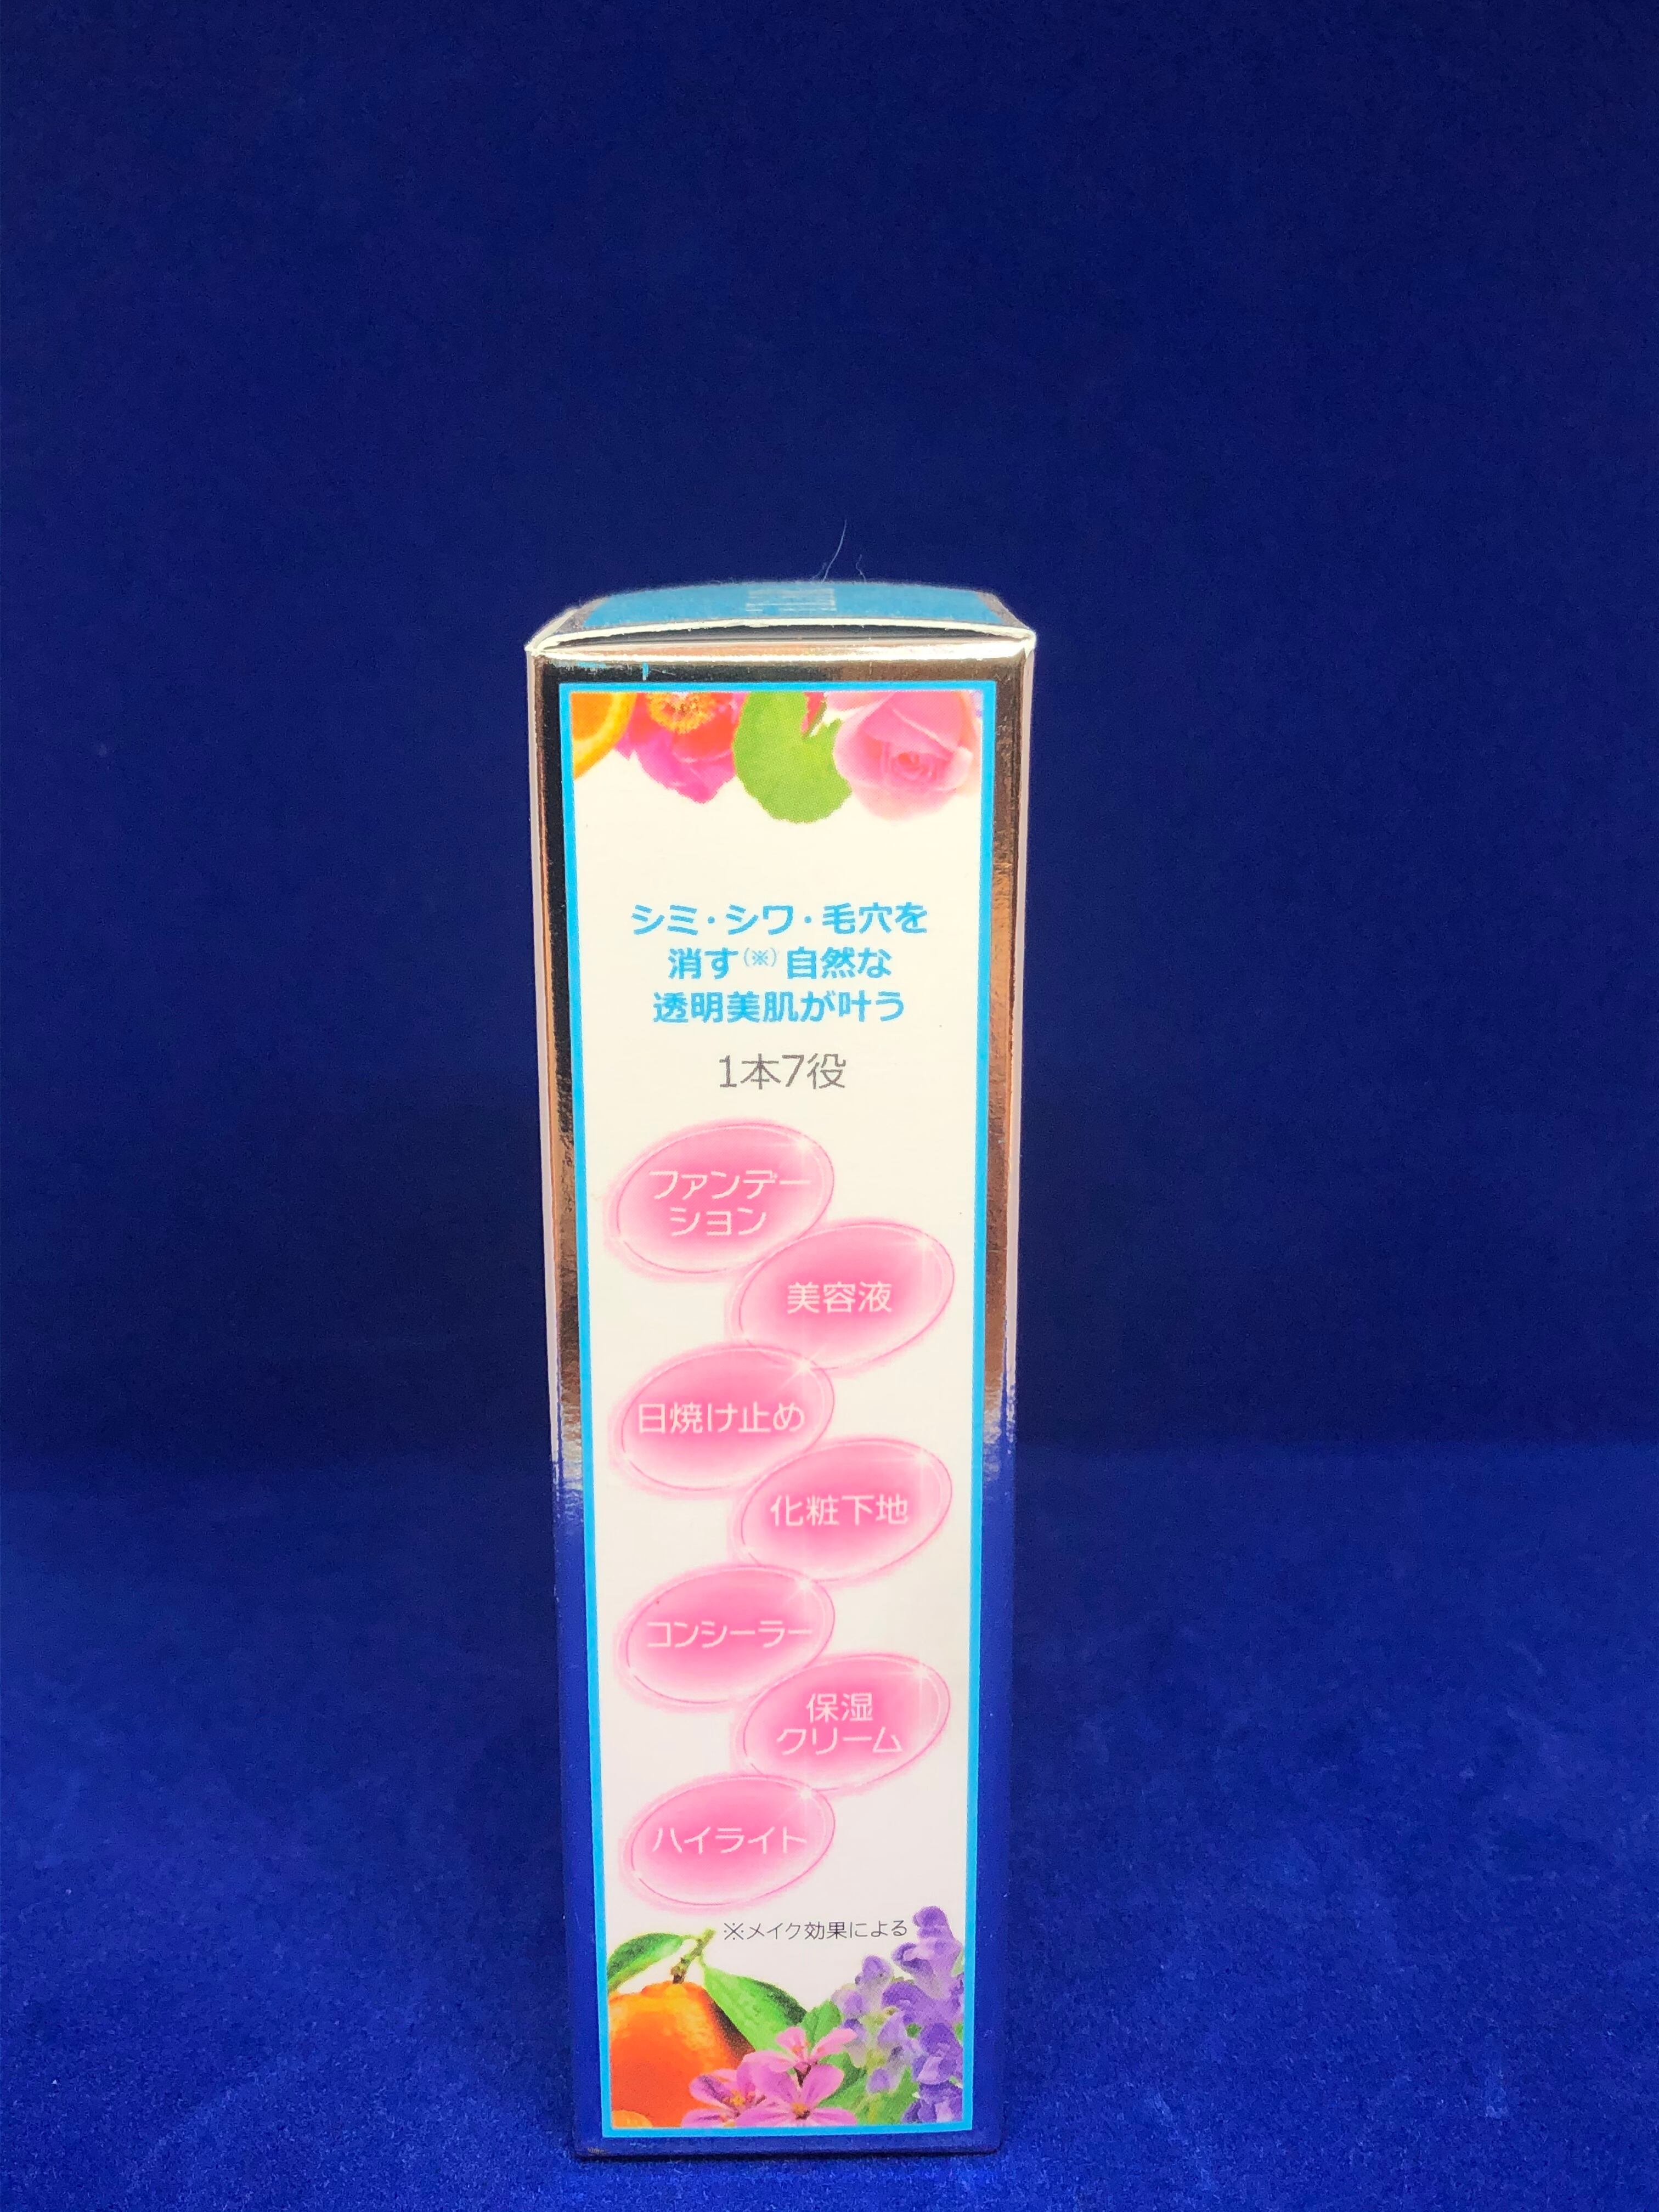 シミ・シワ・毛穴を
消す(※)自然な
透明美肌が叶う
1本7役
ファンデー
ション
美容液
日焼け止め
化粧下地
コンシーラー
保湿
クリーム
ハイライト
※メイク効果による